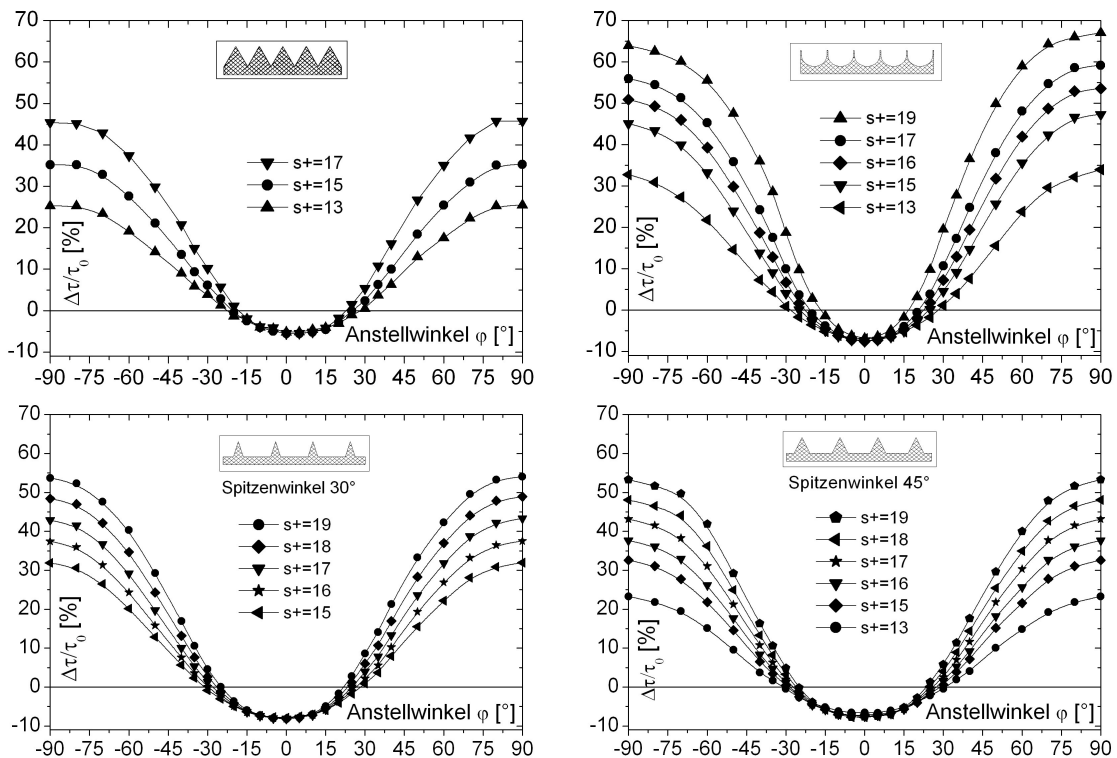 70
60
50
40
30
20
10
0
-10
s+=17
s+=15
s+=13
Δτ/τ0 [%]
Anstellwinkel φ [°]
-90 -75 -60 -45 -30 -15 0 15 30 45 60 75 90
70
60
50
40
30
20
10
0
-10
s+=19
s+=17
s+=16
s+=15
s+=13
Δτ/τ0 [%]
Anstellwinkel φ [°]
-90 -75 -60 -45 -30 -15 0 15 30 45 60 75 90
70
60
50
40
30
20
10
0
-10
Spitzenwinkel 30°
s+=19
s+=18
s+=17
s+=16
s+=15
Δτ/τ0 [%]
Anstellwinkel φ [°]
-90 -75 -60 -45 -30 -15 0 15 30 45 60 75 90
70
60
50
40
30
20
10
0
-10
Spitzenwinkel 45°
s+=19
s+=18
s+=17
s+=16
s+=15
s+=13
Δτ/τ0 [%]
Anstellwinkel φ [°]
-90 -75 -60 -45 -30 -15 0 15 30 45 60 75 90